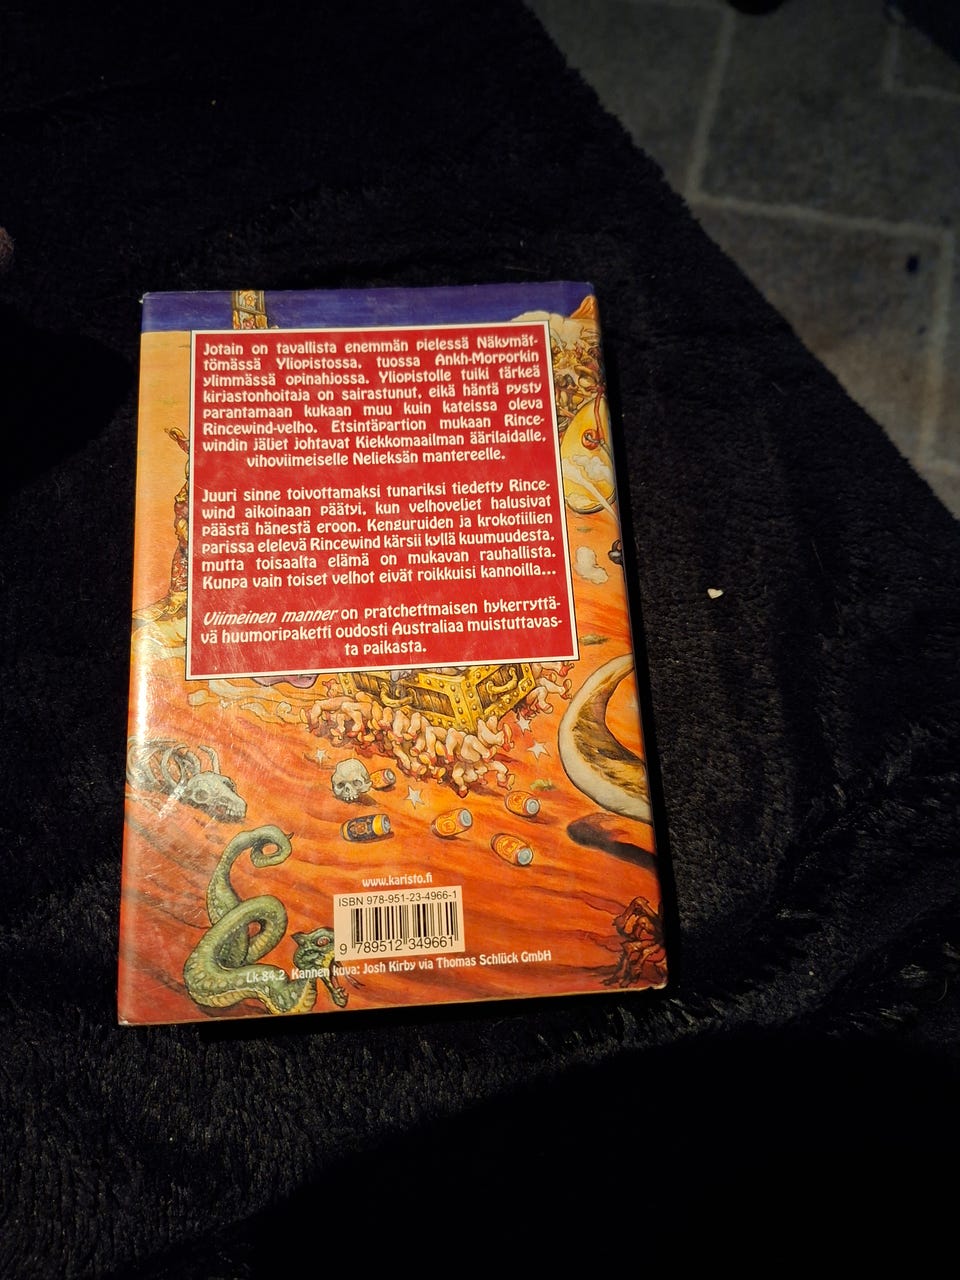 Jotain on tavallista enemmän pielessä Näkymät-
tömässä Yliopistossa, tuossa Ankh-Morporkin
ylimmässä opinahjossa. Yliopistolle tuiki tärkeä
kirjastonhoitaja on sairastunut, eikä häntä pysty
parantamaan kukaan muu kuin kateissa oleva
Rincewind-velho. Etsintäpartion mukaan Rince-
windin jäljet johtavat Kiekkomaailman äärilaidalle,
vihoviimeiselle Nelieksän mantereelle.
Juuri sinne toivottamaksi tunariksi tiedetty Rince-
wind aikoinaan päätyi, kun velhoveljet halusivat
päästä hänestä eroon. Kenguruiden ja krokotiilien
parissa elelevä Rincewind kärsii kyllä kuumuudesta,
mutta toisaalta elämä on mukavan rauhallista.
Kunpa vain toiset velhot eivät roikkuisi kannoilla...
Viimeinen manner on pratchettmaisen hykerryttä-
vä huumoripaketti oudosti Australiaa muistuttavas-
ta paikasta.
www.karisto.fi
ISBN 978-951-23-4966-1
9 789512 349661
Lk 84.2 Kannen kuva: Josh Kirby via Thomas Schlück GmbH